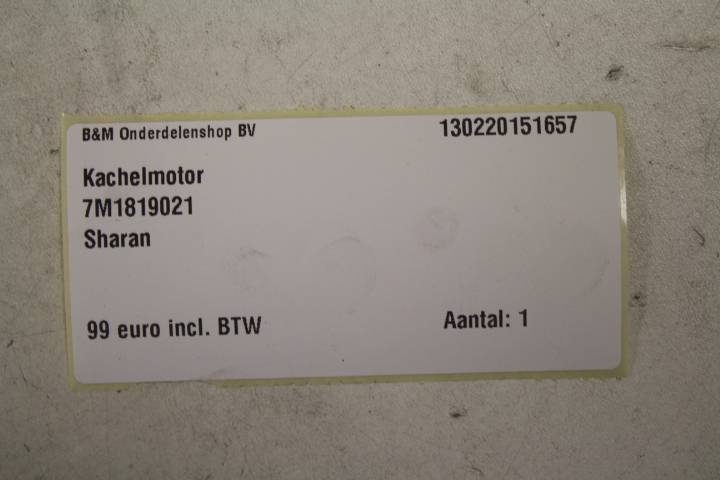 B&M Onderdelenshop BV 130220151657
Kachelmotor
7M1819021
Sharan
99 euro incl. BTW Aantal: 1